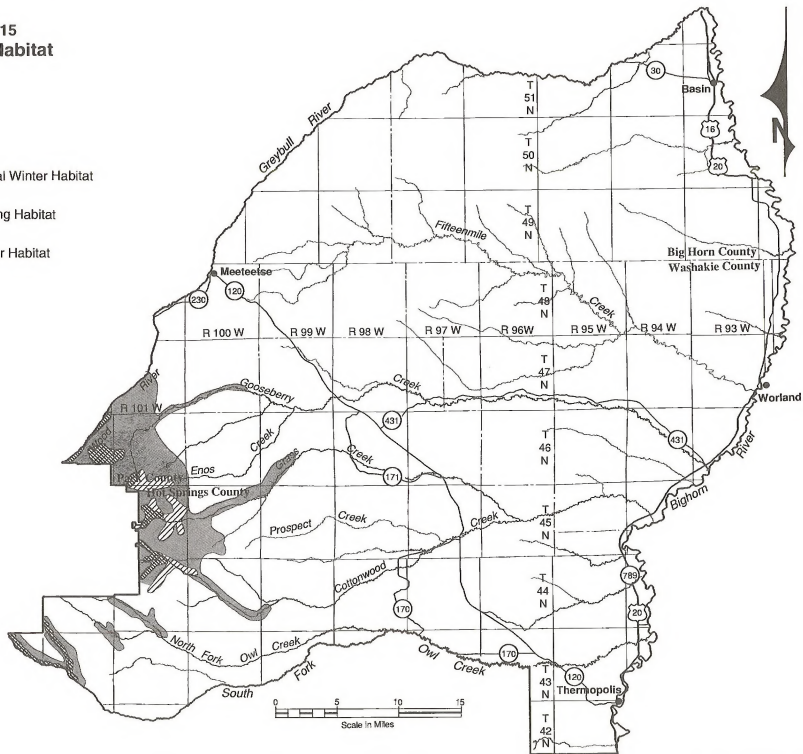 15
Habitat
al Winter Habitat
ng Habitat
r Habitat
N
30
Basin
16
20
T
51
N
T
50
N
Greybull River
T
49
N
Fifteenmile
Creek
Big Horn County
Washakie County
Meeteetse
120
230
T
48
N
R 100 W R 99 W R 98 W R 97 W R 96W R 95 W R 94 W R 93 W
T
47
N
Worland
River
Wood
R 101 W
Gooseberry
Creek
431
431
Enos
Creek
Grass
Creek
171
T
46
N
Park County
Hot Springs County
Bighorn
River
Prospect Creek
Creek
T
45
N
Cottonwood
T
44
N
789
20
170
North Fork Owl Creek
South Fork
Owl
Creek
170
T
43
N
120
Thermopolis
T
42
N
0 5 10 15
Scale in Miles